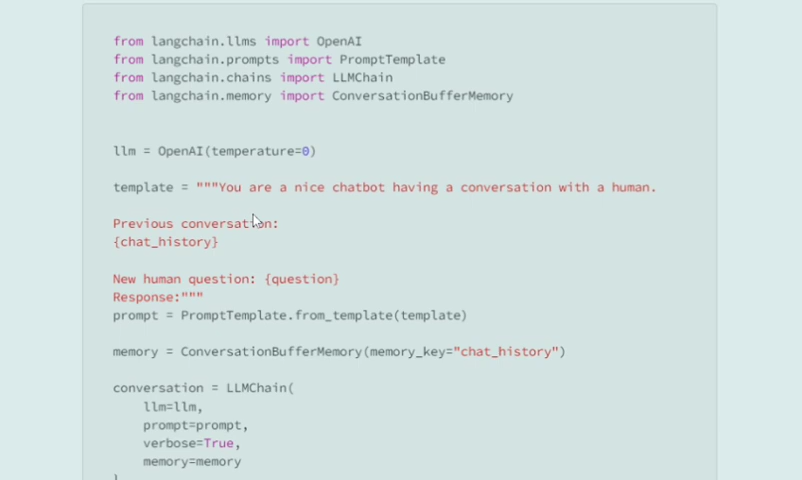 from langchain.llms import OpenAI
from langchain.prompts import PromptTemplate
from langchain.chains import LLMChain
from langchain.memory import ConversationBufferMemory
llm = OpenAI(temperature=0)
template = """You are a nice chatbot having a conversation with a human.
Previous conversation:
{chat_history}
New human question: {question}
Response:"""
prompt = PromptTemplate.from_template(template)
memory = ConversationBufferMemory(memory_key="chat_history")
conversation = LLMChain(
    llm=llm,
    prompt=prompt,
    verbose=True,
    memory=memory
)